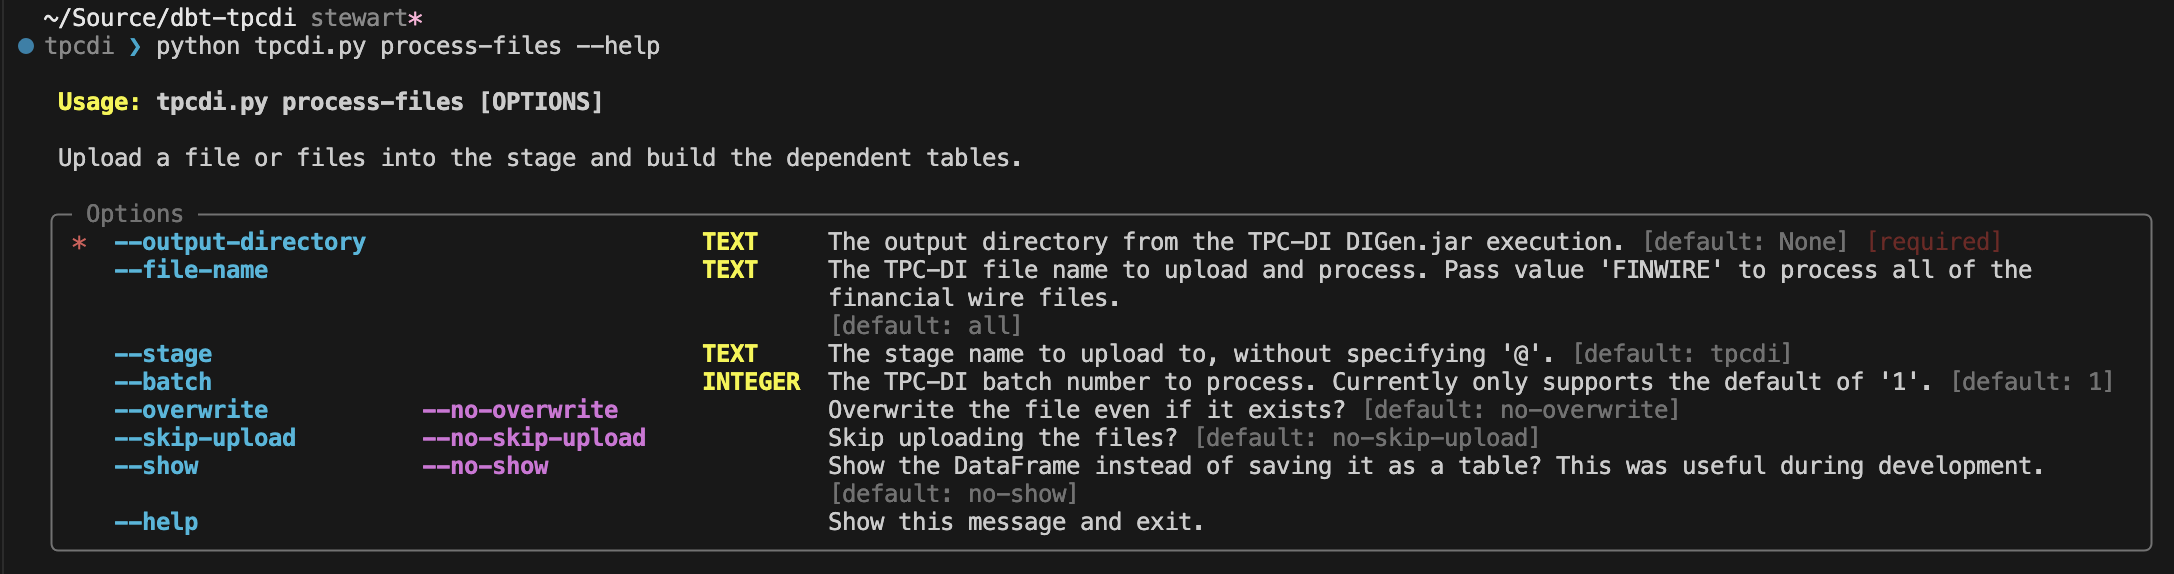 ~/Source/dbt-tpcdi stewart*
tpcdi ❯ python tpcdi.py process-files --help
Usage: tpcdi.py process-files [OPTIONS]
Upload a file or files into the stage and build the dependent tables.
Options
* --output-directory TEXT The output directory from the TPC-DI DIGen.jar execution. [default: None] [required]
--file-name TEXT The TPC-DI file name to upload and process. Pass value 'FINWIRE' to process all of the
financial wire files.
[default: all]
--stage TEXT The stage name to upload to, without specifying '@'. [default: tpcdi]
--batch INTEGER The TPC-DI batch number to process. Currently only supports the default of '1'. [default: 1]
--overwrite --no-overwrite Overwrite the file even if it exists? [default: no-overwrite]
--skip-upload --no-skip-upload Skip uploading the files? [default: no-skip-upload]
--show --no-show Show the DataFrame instead of saving it as a table? This was useful during development.
[default: no-show]
--help Show this message and exit.